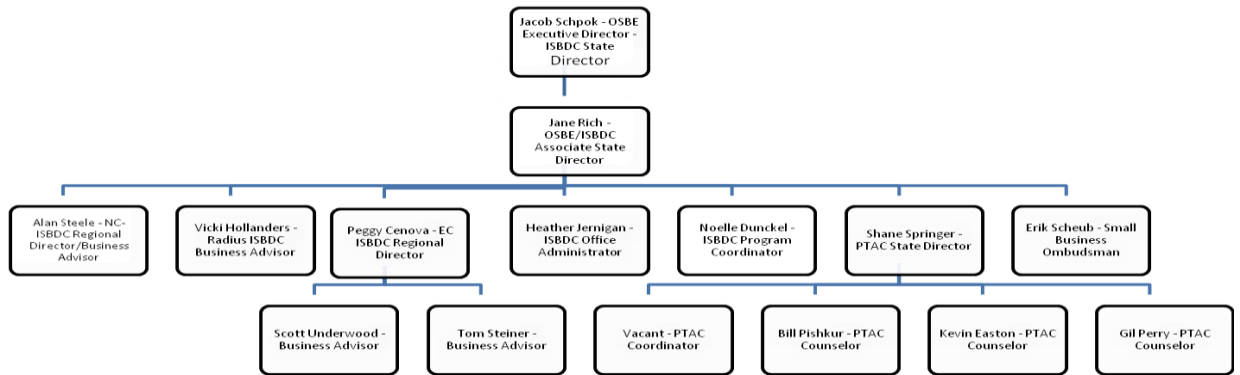 Jacob Schpok - OSBE
Executive Director -
ISBDC State
Director
Jane Rich -
OSBE/ISBDC
Associate State
Director
Alan Steele - NC-
ISBDC Regional
Director/Business
Advisor
Vicki Hollanders -
Radius ISBDC
Business Advisor
Peggy Cenova - EC
ISBDC Regional
Director
Heather Jernigan -
ISBDC Office
Administrator
Noelle Dunckel -
ISBDC Program
Coordinator
Shane Springer -
PTAC State Director
Erik Scheub - Small
Business
Ombudsman
Scott Underwood -
Business Advisor
Tom Steiner -
Business Advisor
Vacant - PTAC
Coordinator
Bill Pishkur - PTAC
Counselor
Kevin Easton - PTAC
Counselor
Gil Perry - PTAC
Counselor